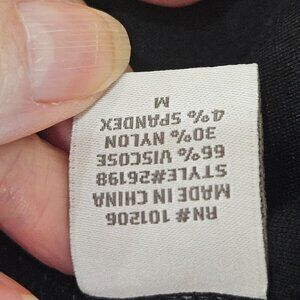 RN# 101206
MADE IN CHINA
STYLE#26198
66% VISCOSE
30% NYLON
4% SPANDEX
M